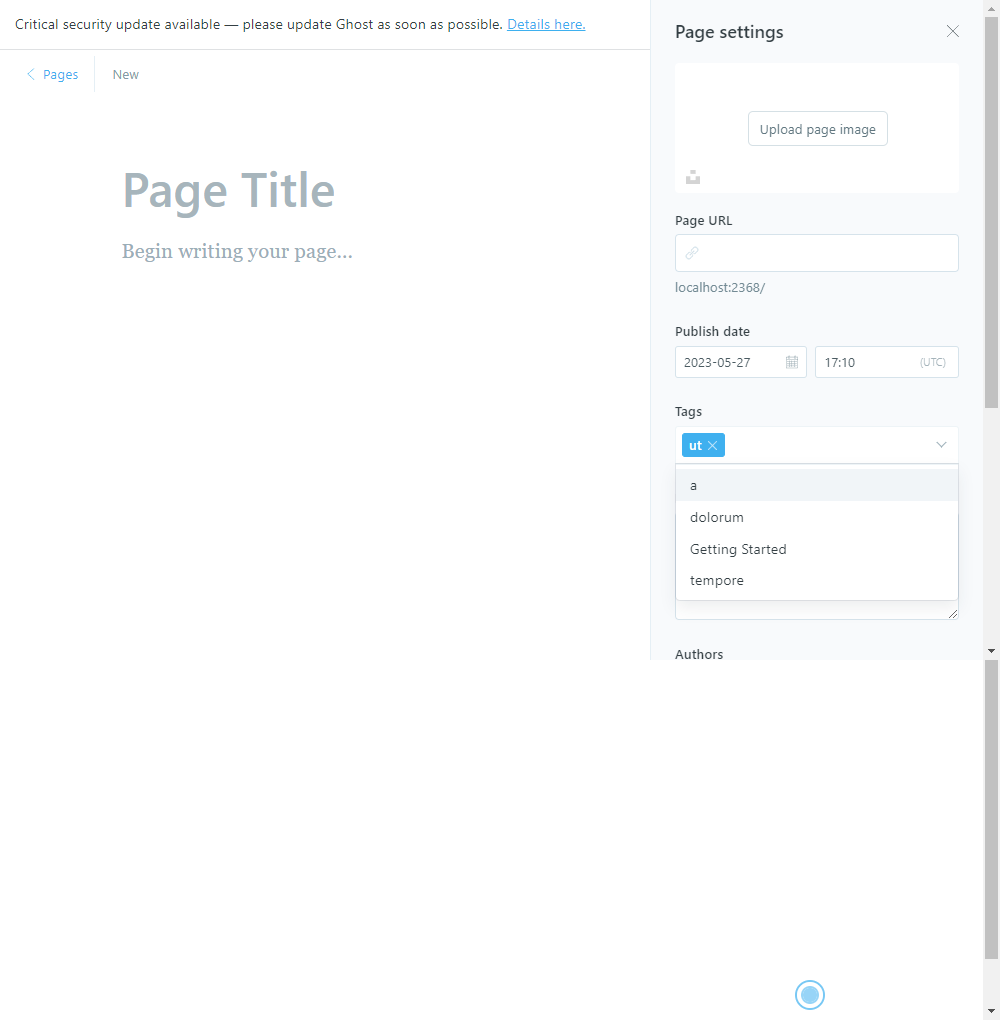 Critical security update available — please update Ghost as soon as possible. Details here.
Pages
New
Page Title
Begin writing your page...
Page settings
Upload page image
Page URL
localhost:2368/
Publish date
2023-05-27
17:10 (UTC)
Tags
ut
a
dolorum
Getting Started
tempore
Authors